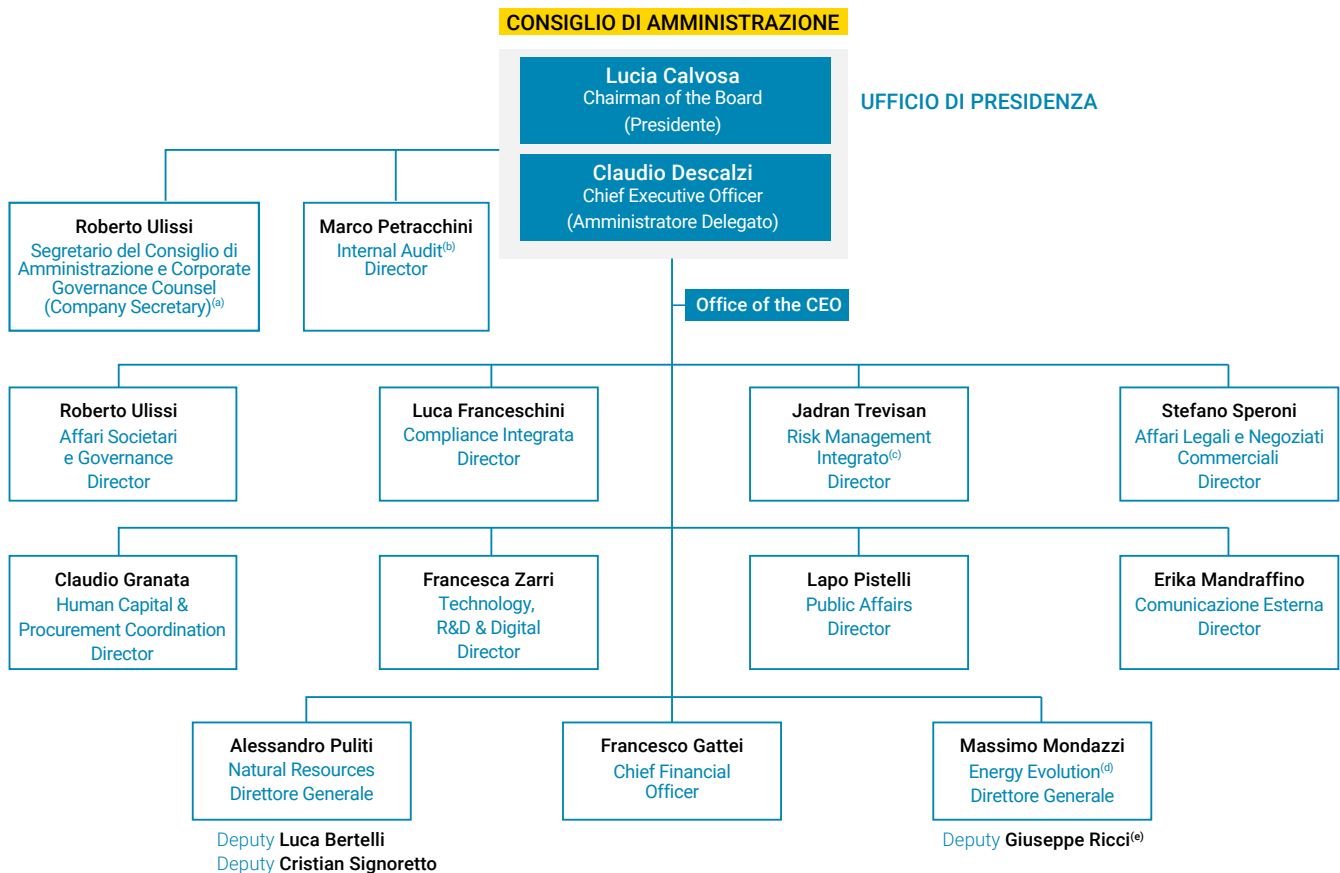 CONSIGLIO DI AMMINISTRAZIONE
Lucia Calvosa
Chairman of the Board
(Presidente)
UFFICIO DI PRESIDENZA
Claudio Descalzi
Chief Executive Officer
(Amministratore Delegato)
Roberto Ulissi
Segretario del Consiglio di
Amministrazione e Corporate
Governance Counsel
(Company Secretary)(a)
Marco Petracchini
Internal Audit(b)
Director
Office of the CEO
Roberto Ulissi
Affari Societari
e Governance
Director
Luca Franceschini
Compliance Integrata
Director
Jadran Trevisan
Risk Management
Integrato(c)
Director
Stefano Speroni
Affari Legali e Negoziati
Commerciali
Director
Claudio Granata
Human Capital &
Procurement Coordination
Director
Francesca Zarri
Technology,
R&D & Digital
Director
Lapo Pistelli
Public Affairs
Director
Erika Mandraffino
Comunicazione Esterna
Director
Alessandro Puliti
Natural Resources
Direttore Generale
Deputy Luca Bertelli
Deputy Cristian Signoretto
Francesco Gattei
Chief Financial
Officer
Massimo Mondazzi
Energy Evolution(d)
Direttore Generale
Deputy Giuseppe Ricci(e)